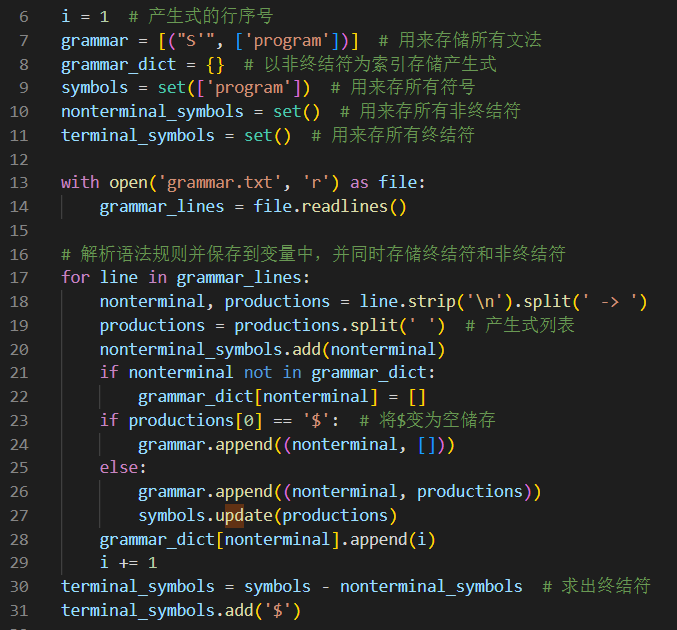 6 i = 1  # 产生式的行序号
7 grammar = [("S'", ['program'])]  # 用来存储所有文法
8 grammar_dict = {}  # 以非终结符为索引存储产生式
9 symbols = set(['program'])  # 用来存所有符号
10 nonterminal_symbols = set()  # 用来存所有非终结符
11 terminal_symbols = set()  # 用来存所有终结符
12
13 with open('grammar.txt', 'r') as file:
14     grammar_lines = file.readlines()
15
16 # 解析语法规则并保存到变量中，并同时存储终结符和非终结符
17 for line in grammar_lines:
18     nonterminal, productions = line.strip('\n').split(' -> ')
19     productions = productions.split(' ')  # 产生式列表
20     nonterminal_symbols.add(nonterminal)
21     if nonterminal not in grammar_dict:
22         grammar_dict[nonterminal] = []
23     if productions[0] == '$':  # 将$变为空储存
24         grammar.append((nonterminal, []))
25     else:
26         grammar.append((nonterminal, productions))
27         symbols.update(productions)
28     grammar_dict[nonterminal].append(i)
29     i += 1
30 terminal_symbols = symbols - nonterminal_symbols  # 求出终结符
31 terminal_symbols.add('$')